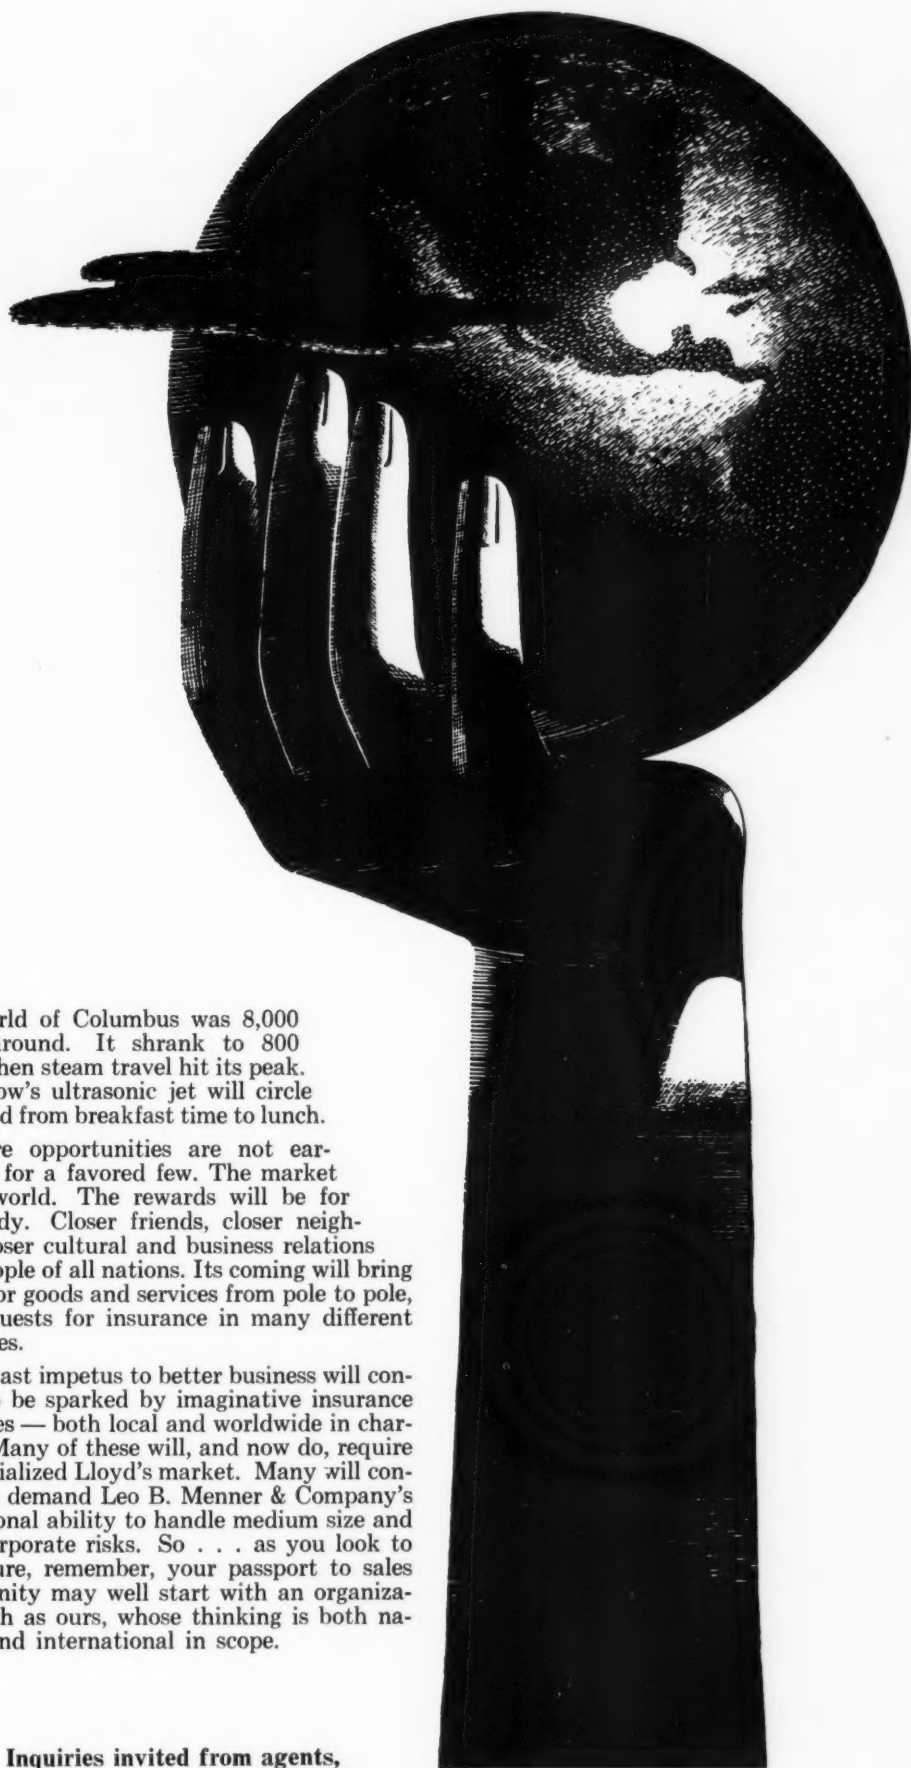 rld of Columbus was 8,000
round. It shrank to 800
hen steam travel hit its peak.
ow's ultrasonic jet will circle
d from breakfast time to lunch.
e opportunities are not ear-
for a favored few. The market
world. The rewards will be for
dy. Closer friends, closer neigh-
ser cultural and business relations
ple of all nations. Its coming will bring
or goods and services from pole to pole,
uests for insurance in many different
es.
ast impetus to better business will con-
be sparked by imaginative insurance
es — both local and worldwide in char-
Many of these will, and now do, require
ialized Lloyd's market. Many will con-
demand Leo B. Menner & Company's
onal ability to handle medium size and
rporate risks. So . . . as you look to
ure, remember, your passport to sales
nity may well start with an organiza-
h as ours, whose thinking is both na-
nd international in scope.
Inquiries invited from agents,